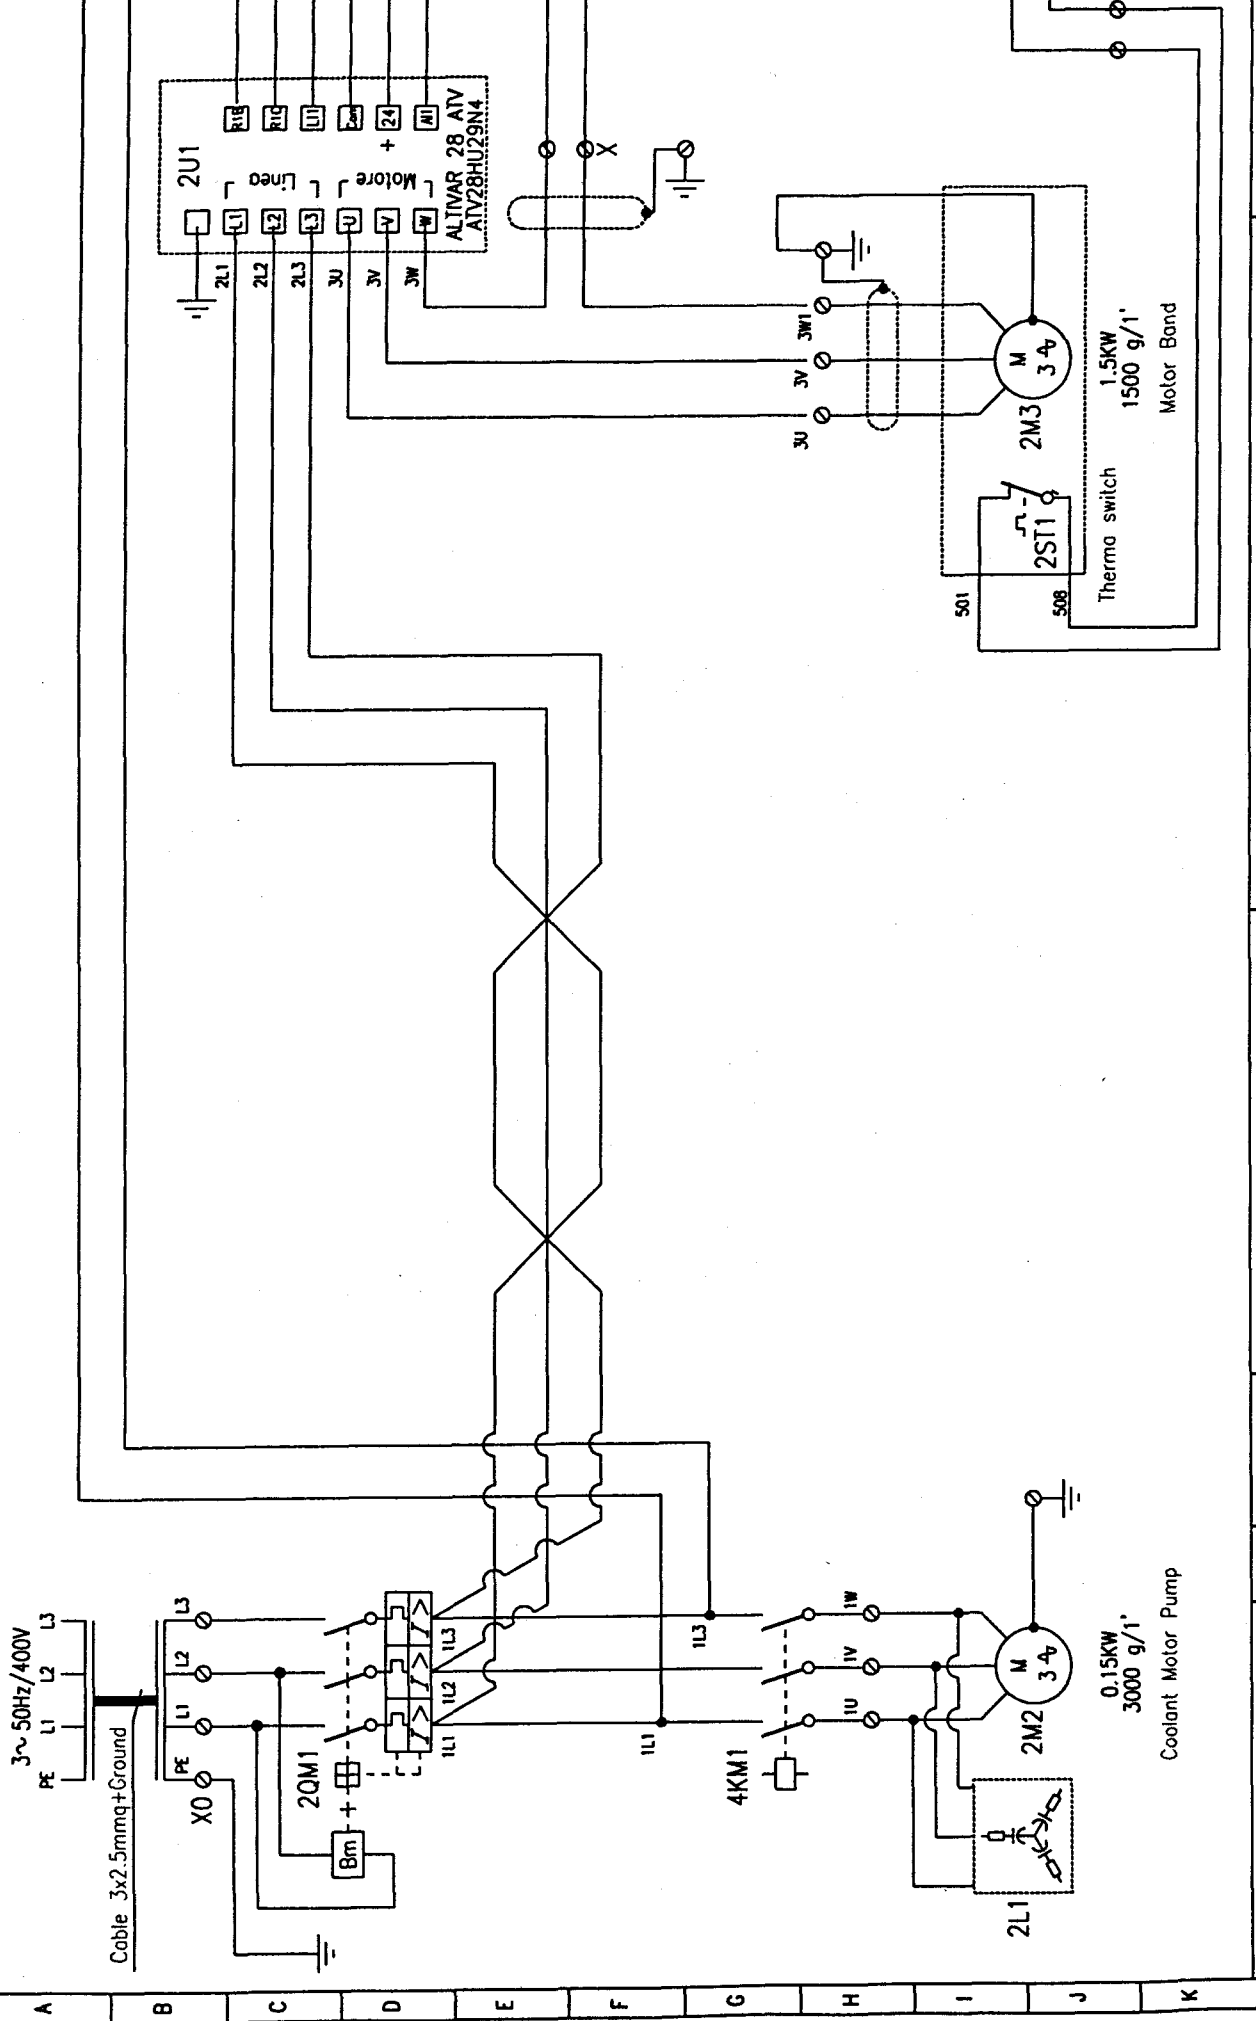 3~ 50Hz/400V
PE L1 L2 L3
Cable 3x2.5mmq+Ground
PE L1 L2 L3
X0
2QM1
Bm
1L1 1L2 1L3
1L1
1L3
4KM1
1U 1V 1W
2L1
2M2
M
3
0.15KW
3000 g/1'
Coolant Motor Pump
2U1
R1B
R1C
LI1
Com
+ 24
AI1
Linea
Motore
L1
L2
L3
U
V
W
ALTIVAR 28 ATV
ATV28HU29N4
2L1
2L2
2L3
3U
3V
3W
X
3U
3V
3W1
2M3
M
3
1.5KW
1500 g/1'
Motor Band
2ST1
Therma switch
501
508
A
B
C
D
E
F
G
H
I
J
K